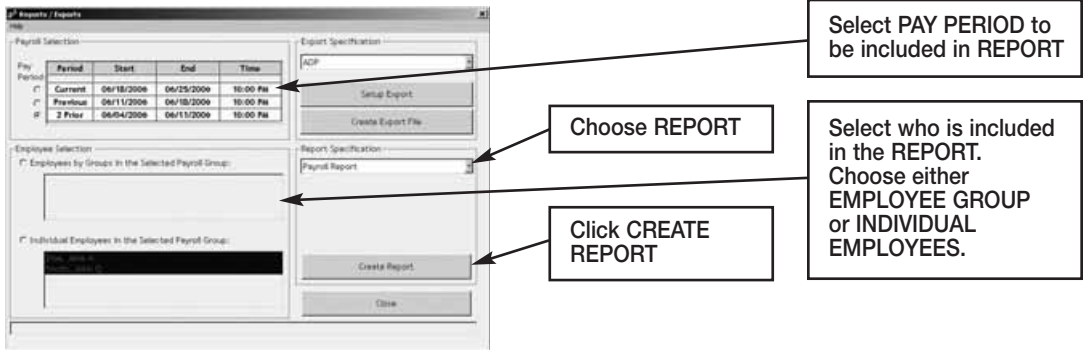 Reports / Exports
Help
Payroll Selection
Pay Period
Period Start End Time
Current 06/18/2006 06/25/2006 10:00 PM
Previous 06/11/2006 06/18/2006 10:00 PM
2 Prior 06/04/2006 06/11/2006 10:00 PM
Export Specification
ADP
Setup Export
Create Export File
Employee Selection
Employees by Groups in the Selected Payroll Group:
Individual Employees in the Selected Payroll Group:
Report Specification
Payroll Report
Create Report
Close
Select PAY PERIOD to
be included in REPORT
Choose REPORT
Select who is included
in the REPORT.
Choose either
EMPLOYEE GROUP
or INDIVIDUAL
EMPLOYEES.
Click CREATE
REPORT